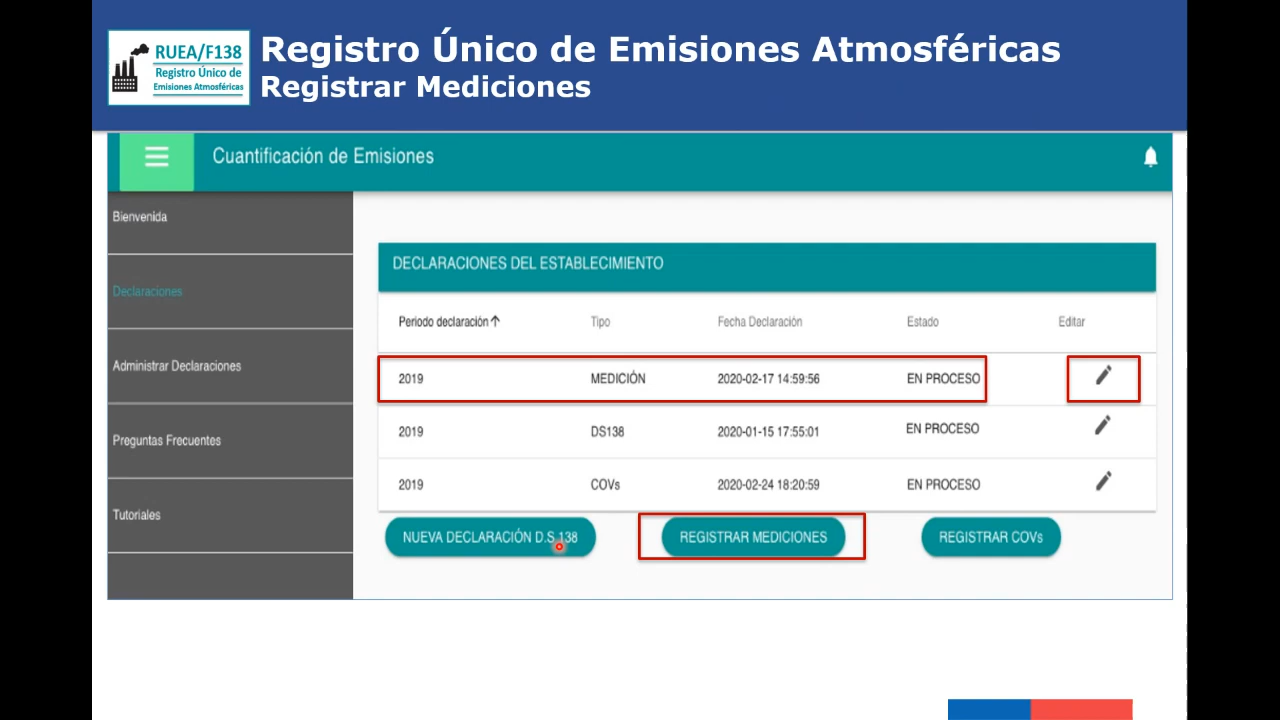 RUEA/F138
Registro Único de
Emisiones Atmosféricas
Registro Único de Emisiones Atmosféricas
Registrar Mediciones
Cuantificación de Emisiones
Bienvenida
Declaraciones
Administrar Declaraciones
Preguntas Frecuentes
Tutoriales
DECLARACIONES DEL ESTABLECIMIENTO
Periodo declaración↑ Tipo Fecha Declaración Estado Editar
2019 MEDICIÓN 2020-02-17 14:59:56 EN PROCESO
2019 DS138 2020-01-15 17:55:01 EN PROCESO
2019 COVs 2020-02-24 18:20:59 EN PROCESO
NUEVA DECLARACIÓN D.S.138 REGISTRAR MEDICIONES REGISTRAR COVs